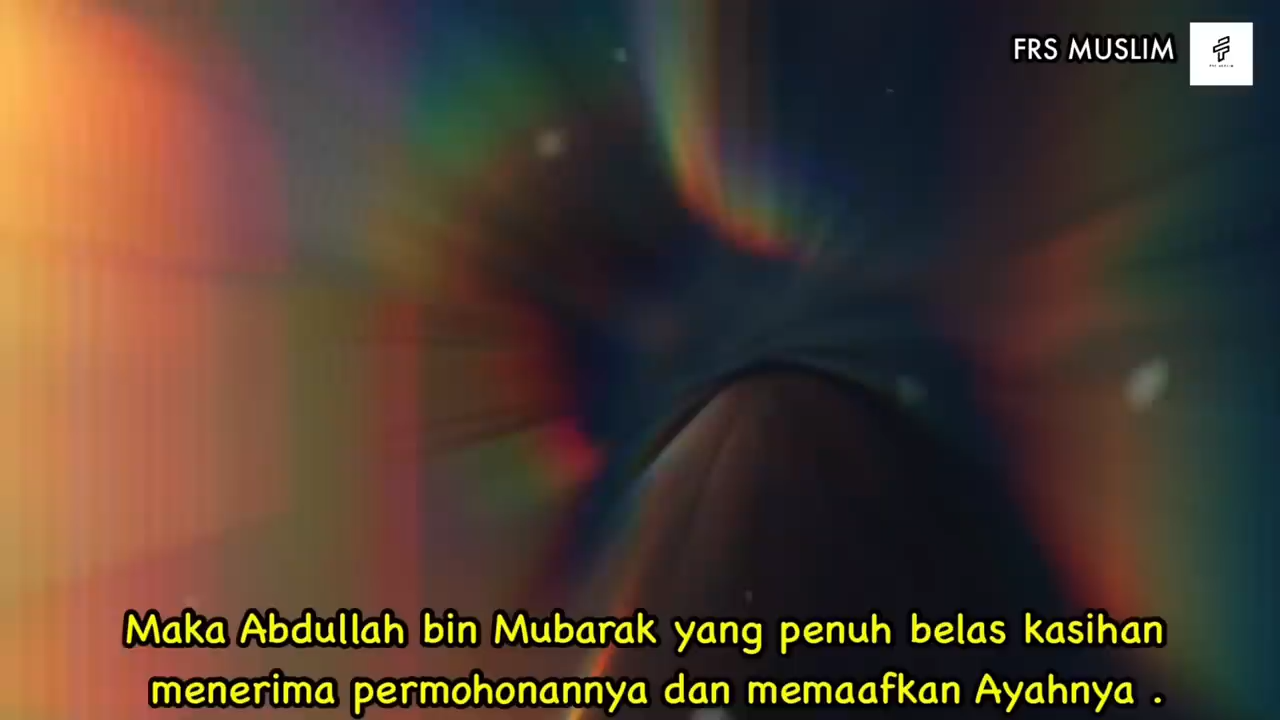 FRS MUSLIM
Maka Abdullah bin Mubarak yang penuh belas kasihan
menerima permohonannya dan memaafkan Ayahnya .